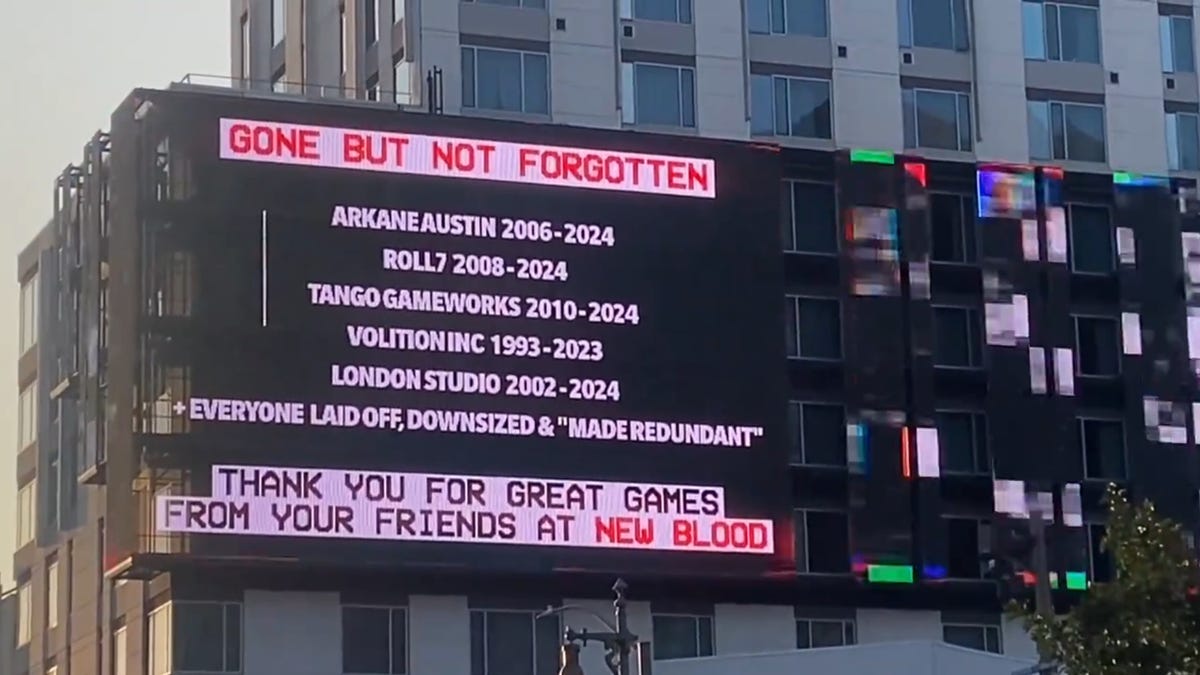 GONE BUT NOT FORGOTTEN
ARKANE AUSTIN 2006-2024
ROLL7 2008-2024
TANGO GAMEWORKS 2010-2024
VOLITION INC 1993-2023
LONDON STUDIO 2002-2024
+ EVERYONE LAID OFF, DOWNSIZED & "MADE REDUNDANT"
THANK YOU FOR GREAT GAMES
FROM YOUR FRIENDS AT NEW BLOOD